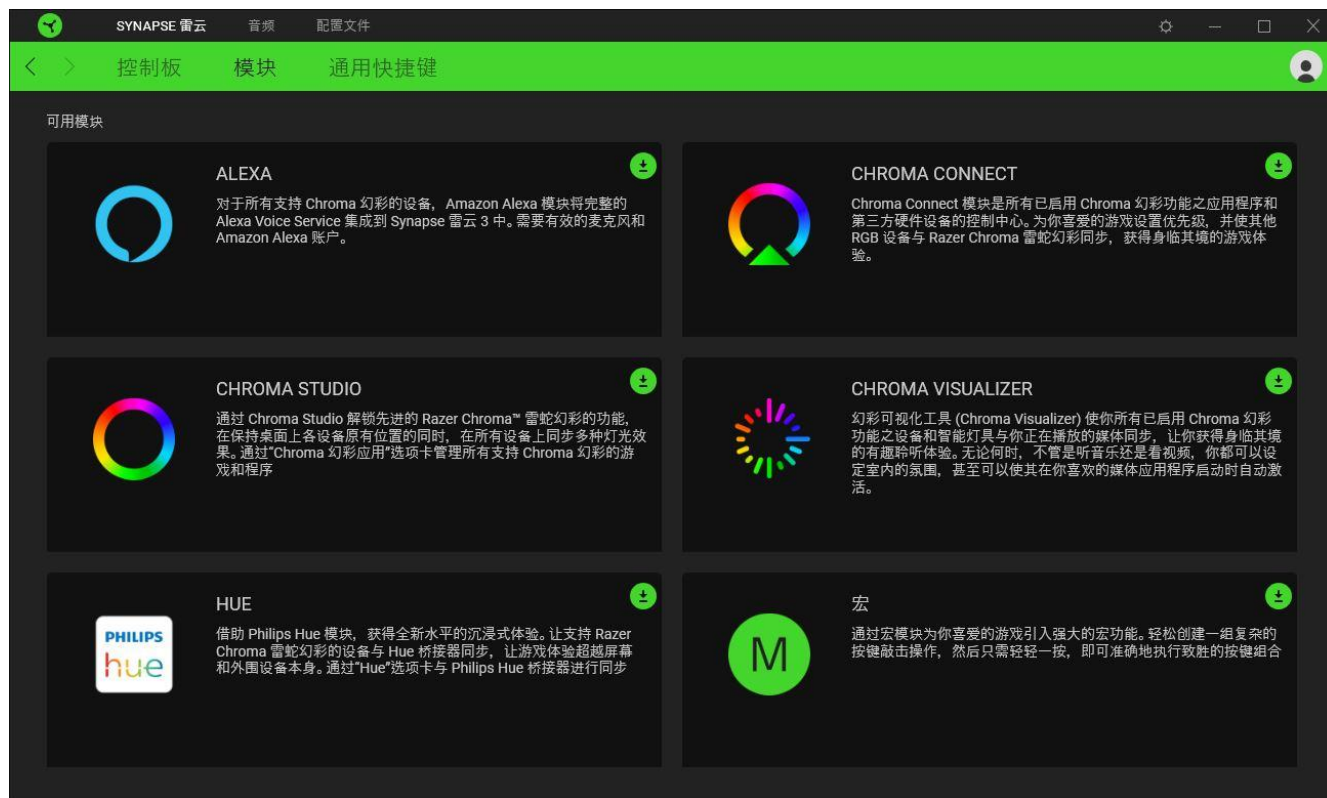 SYNAPSE 雷云 音频 配置文件
控制板 模块 通用快捷键
可用模块
ALEXA
对于所有支持 Chroma 幻彩的设备，Amazon Alexa 模块将完整的
Alexa Voice Service 集成到 Synapse 雷云 3 中。需要有效的麦克风和
Amazon Alexa 账户。
CHROMA CONNECT
Chroma Connect 模块是所有已启用 Chroma 幻彩功能之应用程序和
第三方硬件设备的控制中心。为你喜爱的游戏设置优先级，并使其他
RGB 设备与 Razer Chroma 雷蛇幻彩同步，获得身临其境的游戏体
验。
CHROMA STUDIO
通过 Chroma Studio 解锁先进的 Razer Chroma™ 雷蛇幻彩的功能，
在保持桌面上各设备原有位置的同时，在所有设备上同步多种灯光效
果。通过"Chroma 幻彩应用"选项卡管理所有支持 Chroma 幻彩的游
戏和程序
CHROMA VISUALIZER
幻彩可视化工具 (Chroma Visualizer) 使你所有已启用 Chroma 幻彩
功能之设备和智能灯具与你正在播放的媒体同步，让你获得身临其境
的有趣聆听体验。无论何时，不管是听音乐还是看视频，你都可以设
定室内的氛围，甚至可以使其在你喜欢的媒体应用程序启动时自动激
活。
PHILIPS
hue
HUE
借助 Philips Hue 模块，获得全新水平的沉浸式体验。让支持 Razer
Chroma 雷蛇幻彩的设备与 Hue 桥接器同步，让游戏体验超越屏幕
和外围设备本身。通过"Hue"选项卡与 Philips Hue 桥接器进行同步
M
宏
通过宏模块为你喜爱的游戏引入强大的宏功能。轻松创建一组复杂的
按键敲击操作，然后只需轻轻一按，即可准确地执行致胜的按键组合